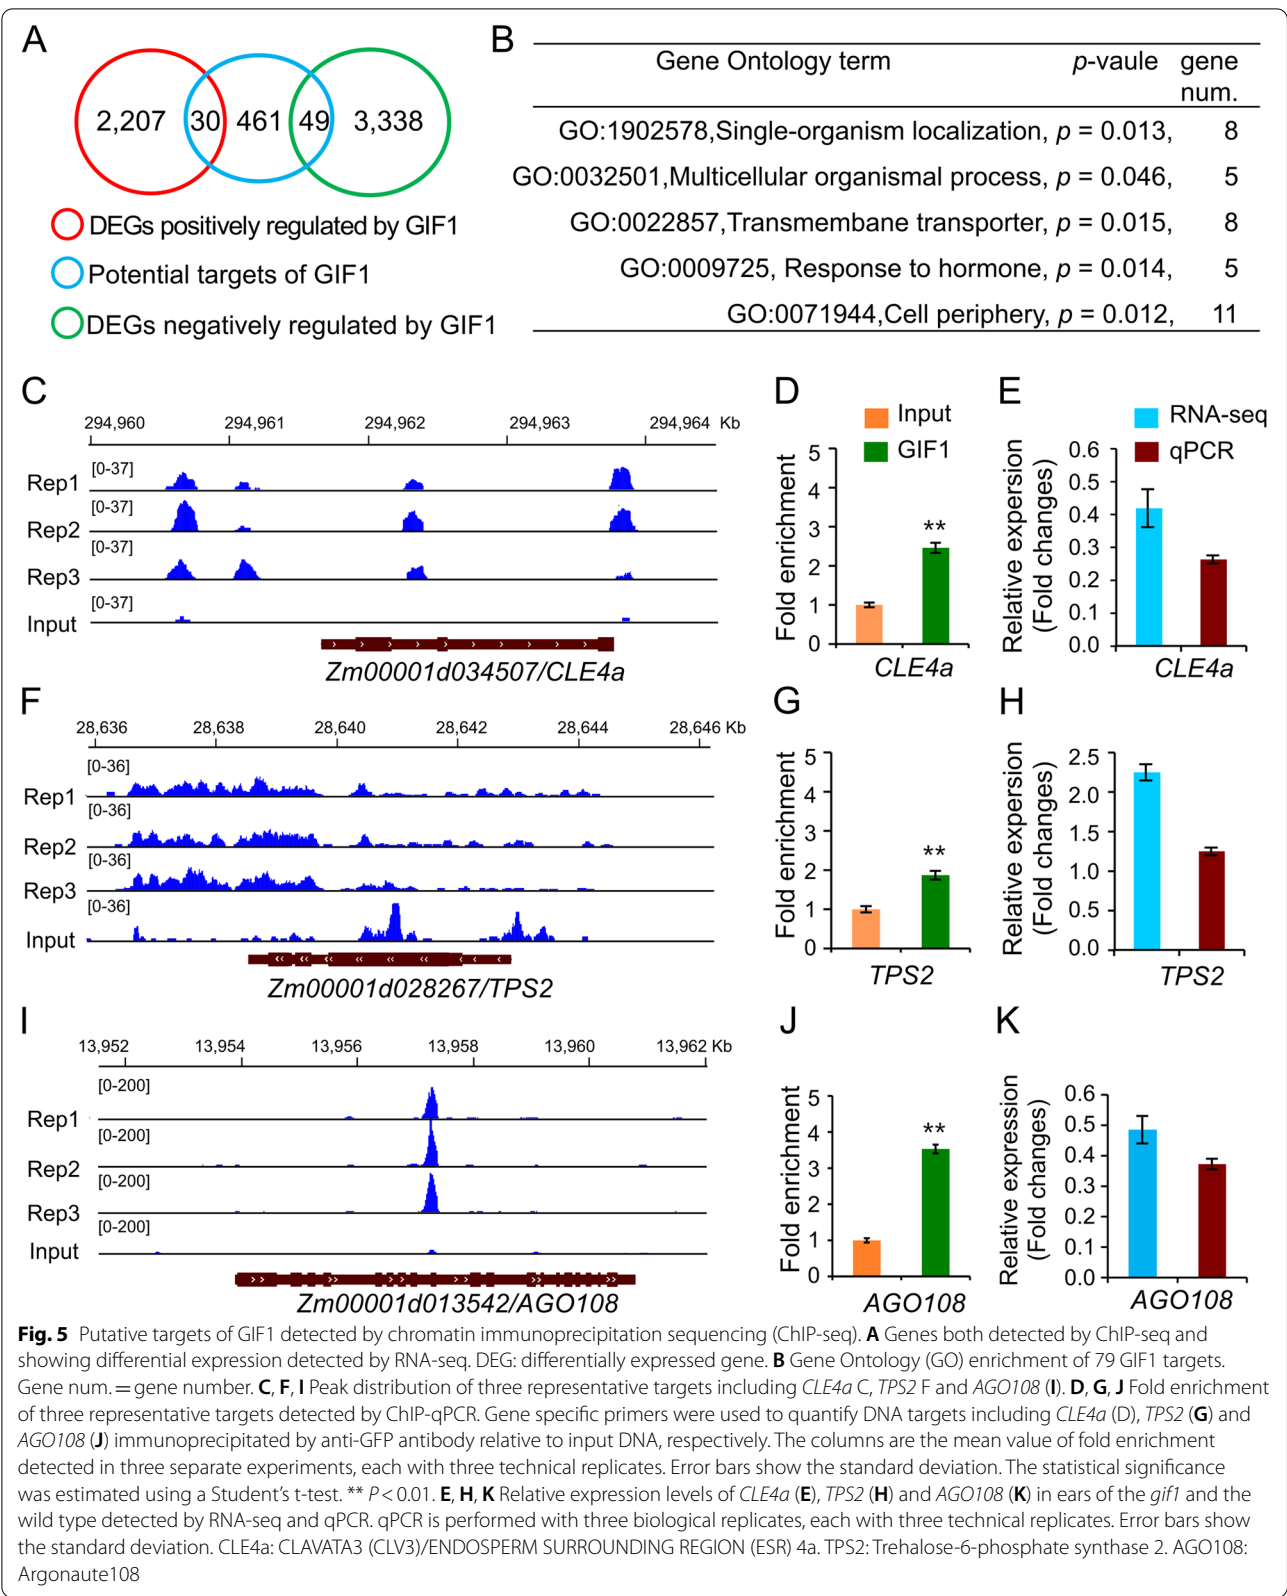 A
2,207 30 461 49 3,338
DEGs positively regulated by GIF1
Potential targets of GIF1
DEGs negatively regulated by GIF1
B
Gene Ontology term p-vaule gene
num.
GO:1902578,Single-organism localization, p = 0.013, 8
GO:0032501,Multicellular organismal process, p = 0.046, 5
GO:0022857,Transmembane transporter, p = 0.015, 8
GO:0009725, Response to hormone, p = 0.014, 5
GO:0071944,Cell periphery, p = 0.012, 11
C
294,960 294,961 294,962 294,963 294,964 Kb
[0-37]
Rep1
[0-37]
Rep2
[0-37]
Rep3
[0-37]
Input
Zm00001d034507/CLE4a
D
Input
GIF1
Fold enrichment
5
4
3
2
1
0
**
CLE4a
E
RNA-seq
qPCR
Relative expersion
(Fold changes)
0.6
0.5
0.4
0.3
0.2
0.1
0.0
CLE4a
F
28,636 28,638 28,640 28,642 28,644 28,646 Kb
[0-36]
Rep1
[0-36]
Rep2
[0-36]
Rep3
[0-36]
Input
Zm00001d028267/TPS2
G
Fold enrichment
5
4
3
2
1
0
**
TPS2
H
Relative expersion
(Fold changes)
2.5
2.0
1.5
1.0
0.5
0.0
TPS2
I
13,952 13,954 13,956 13,958 13,960 13,962 Kb
[0-200]
Rep1
[0-200]
Rep2
[0-200]
Rep3
[0-200]
Input
Zm00001d013542/AGO108
J
Fold enrichment
5
4
3
2
1
0
**
AGO108
K
Relative expression
(Fold changes)
0.6
0.5
0.4
0.3
0.2
0.1
0.0
AGO108
Fig. 5 Putative targets of GIF1 detected by chromatin immunoprecipitation sequencing (ChIP-seq). A Genes both detected by ChIP-seq and
showing differential expression detected by RNA-seq. DEG: differentially expressed gene. B Gene Ontology (GO) enrichment of 79 GIF1 targets.
Gene num. = gene number. C, F, I Peak distribution of three representative targets including CLE4a C, TPS2 F and AGO108 (I). D, G, J Fold enrichment
of three representative targets detected by ChIP-qPCR. Gene specific primers were used to quantify DNA targets including CLE4a (D), TPS2 (G) and
AGO108 (J) immunoprecipitated by anti-GFP antibody relative to input DNA, respectively. The columns are the mean value of fold enrichment
detected in three separate experiments, each with three technical replicates. Error bars show the standard deviation. The statistical significance
was estimated using a Student's t-test. ** P < 0.01. E, H, K Relative expression levels of CLE4a (E), TPS2 (H) and AGO108 (K) in ears of the gif1 and the
wild type detected by RNA-seq and qPCR. qPCR is performed with three biological replicates, each with three technical replicates. Error bars show
the standard deviation. CLE4a: CLAVATA3 (CLV3)/ENDOSPERM SURROUNDING REGION (ESR) 4a. TPS2: Trehalose-6-phosphate synthase 2. AGO108:
Argonaute108